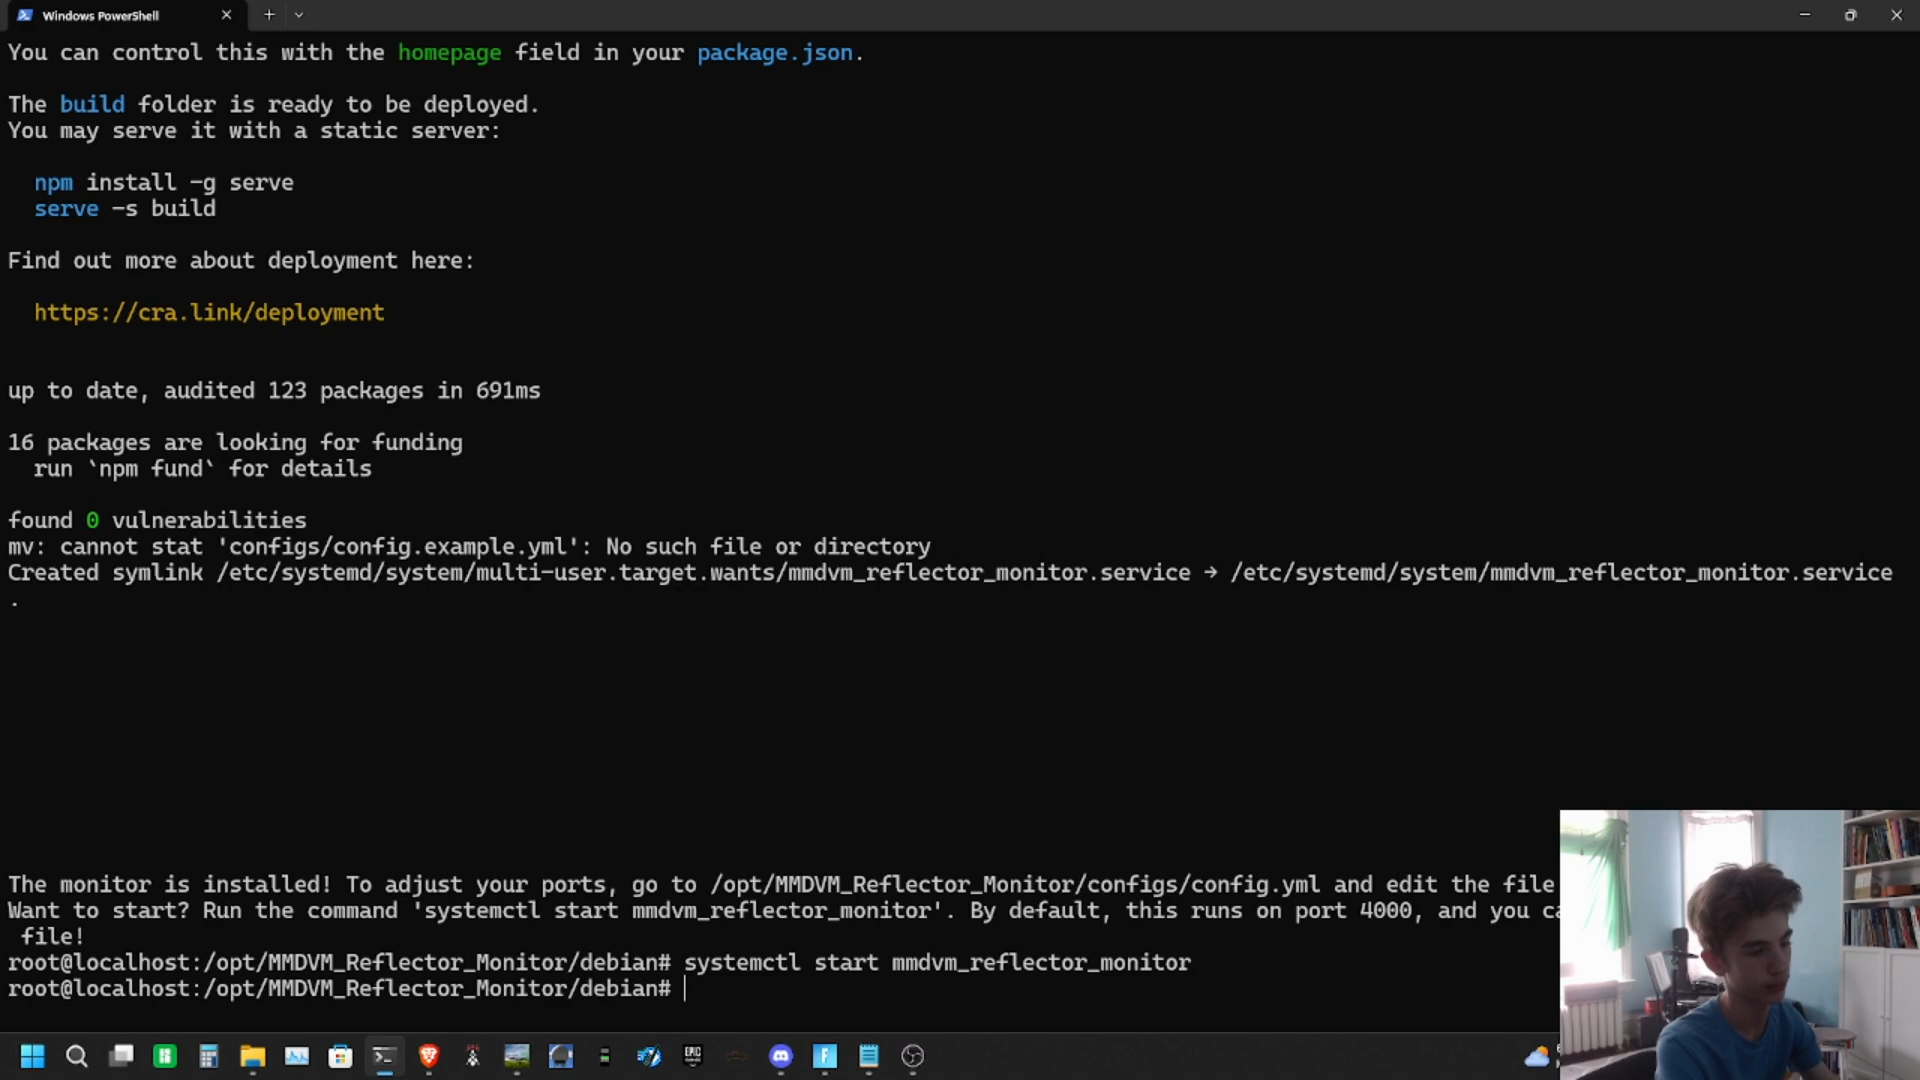 Windows PowerShell
You can control this with the homepage field in your package.json.
The build folder is ready to be deployed.
You may serve it with a static server:
npm install -g serve
serve -s build
Find out more about deployment here:
https://cra.link/deployment
up to date, audited 123 packages in 691ms
16 packages are looking for funding
run `npm fund` for details
found 0 vulnerabilities
mv: cannot stat 'configs/config.example.yml': No such file or directory
Created symlink /etc/systemd/system/multi-user.target.wants/mmdvm_reflector_monitor.service → /etc/systemd/system/mmdvm_reflector_monitor.service
.
The monitor is installed! To adjust your ports, go to /opt/MMDVM_Reflector_Monitor/configs/config.yml and edit the file
Want to start? Run the command 'systemctl start mmdvm_reflector_monitor'. By default, this runs on port 4000, and you
file!
root@localhost:/opt/MMDVM_Reflector_Monitor/debian# systemctl start mmdvm_reflector_monitor
root@localhost:/opt/MMDVM_Reflector_Monitor/debian#